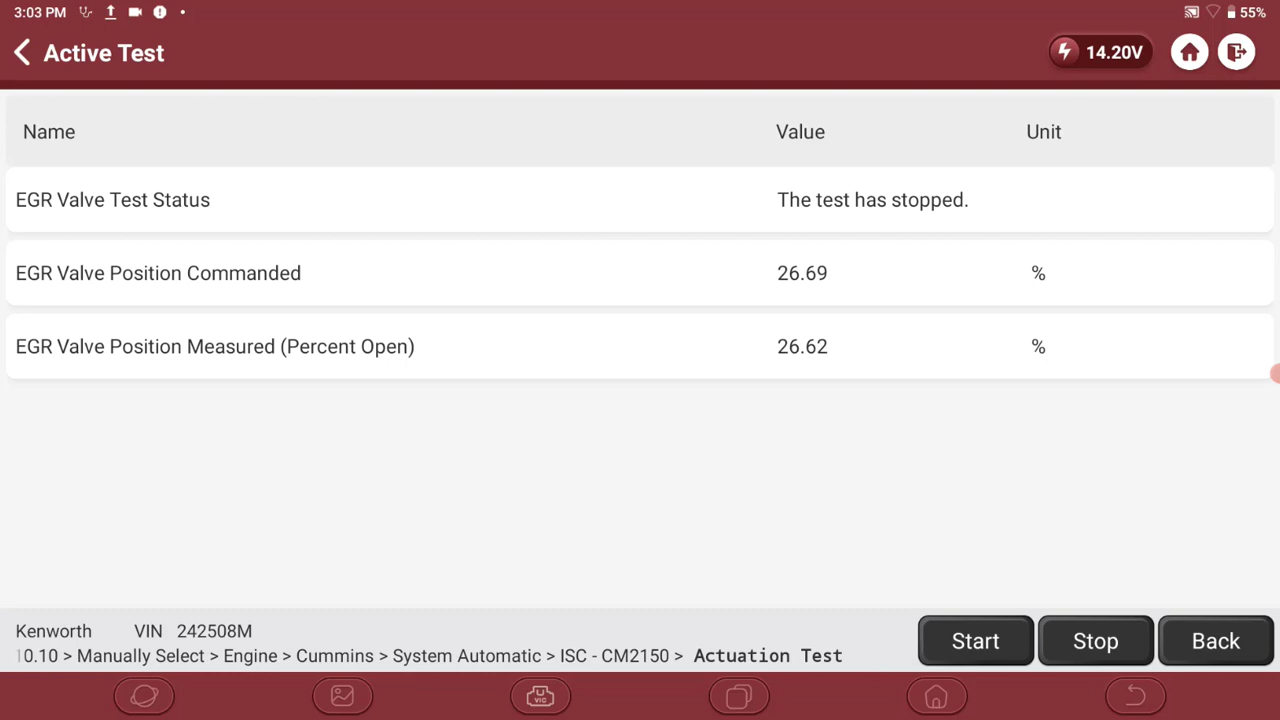 3:03 PM 55%
Active Test 14.20V
Name Value Unit
EGR Valve Test Status The test has stopped.
EGR Valve Position Commanded 26.69 %
EGR Valve Position Measured (Percent Open) 26.62 %
Kenworth VIN 242508M
10.10 > Manually Select > Engine > Cummins > System Automatic > ISC - CM2150 > Actuation Test
Start Stop Back
VIC